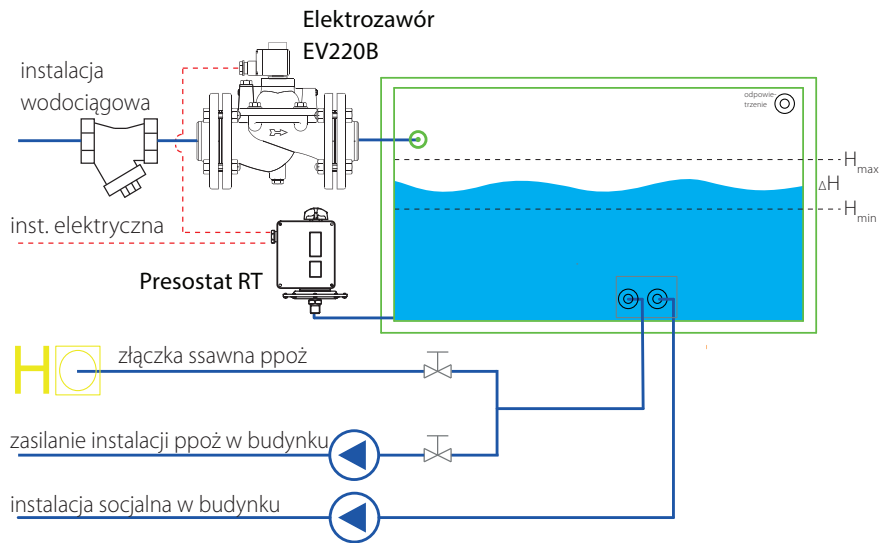 Elektrozawór
EV220B
instalacja
wodociągowa
odpowie-
trzenie
Hmax
ΔH
Hmin
inst. elektryczna
Presostat RT
H
złączka ssawna ppoż
zasilanie instalacji ppoż w budynku
instalacja socjalna w budynku